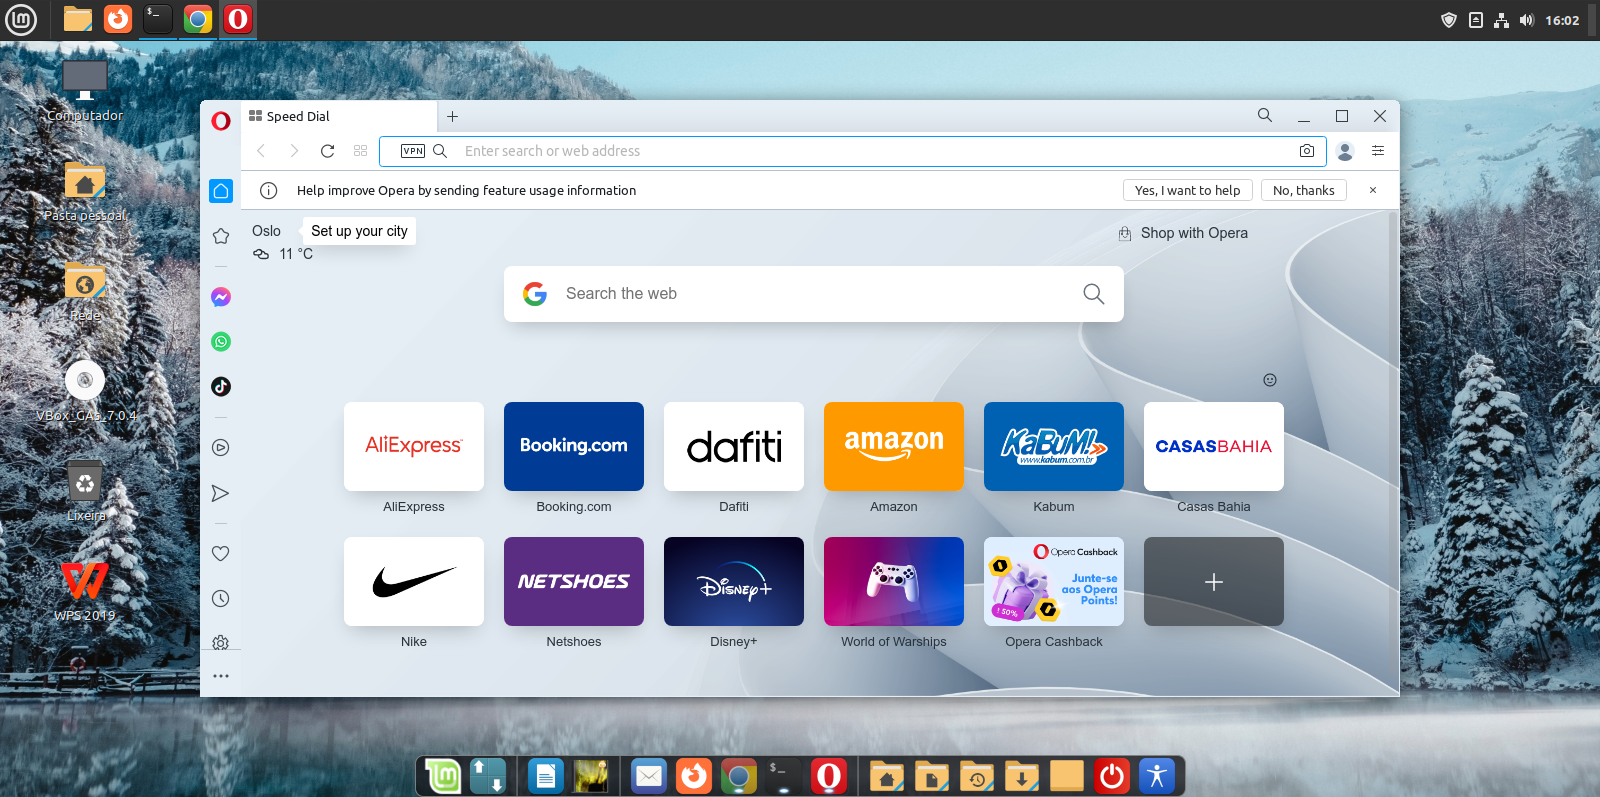 16:02
Computador
Pasta pessoal
Rede
VBox_GAs_7.0.4
Lixeira
WPS 2019
Speed Dial
VPN
Enter search or web address
Help improve Opera by sending feature usage information
Yes, I want to help
No, thanks
Oslo
Set up your city
11 °C
Shop with Opera
Search the web
AliExpress
Booking.com
dafiti
amazon
KaBuM!
www.kabum.com.br
CASASBAHIA
AliExpress
Booking.com
Dafiti
Amazon
Kabum
Casas Bahia
NETSHOES
Disney+
Opera Cashback
Junte-se
aos Opera
Points!
↑ 50%
Nike
Netshoes
Disney+
World of Warships
Opera Cashback